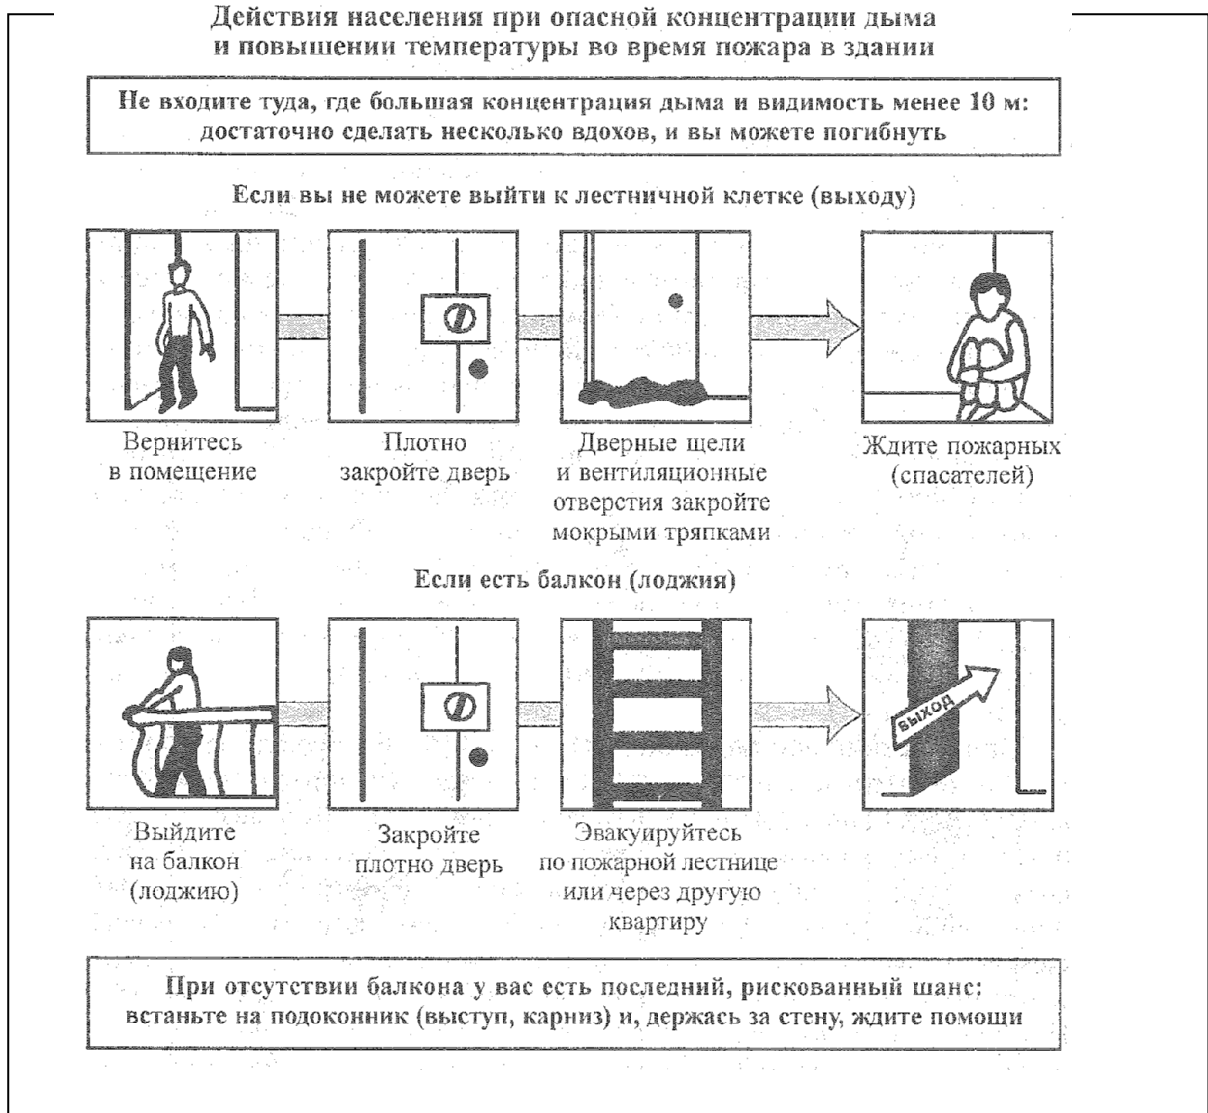 Действия населения при опасной концентрации дыма
и повышении температуры во время пожара в здании
Не входите туда, где большая концентрация дыма и видимость менее 10 м:
достаточно сделать несколько вдохов, и вы можете погибнуть
Если вы не можете выйти к лестничной клетке (выходу)
Вернитесь
в помещение
Плотно
закройте дверь
Дверные щели
и вентиляционные
отверстия закройте
мокрыми тряпками
Ждите пожарных
(спасателей)
Если есть балкон (лоджия)
ВЫХОД
Выйдите
на балкон
(лоджию)
Закройте
плотно дверь
Эвакуируйтесь
по пожарной лестнице
или через другую
квартиру
При отсутствии балкона у вас есть последний, рискованный шанс:
встаньте на подоконник (выступ, карниз) и, держась за стену, ждите помощи